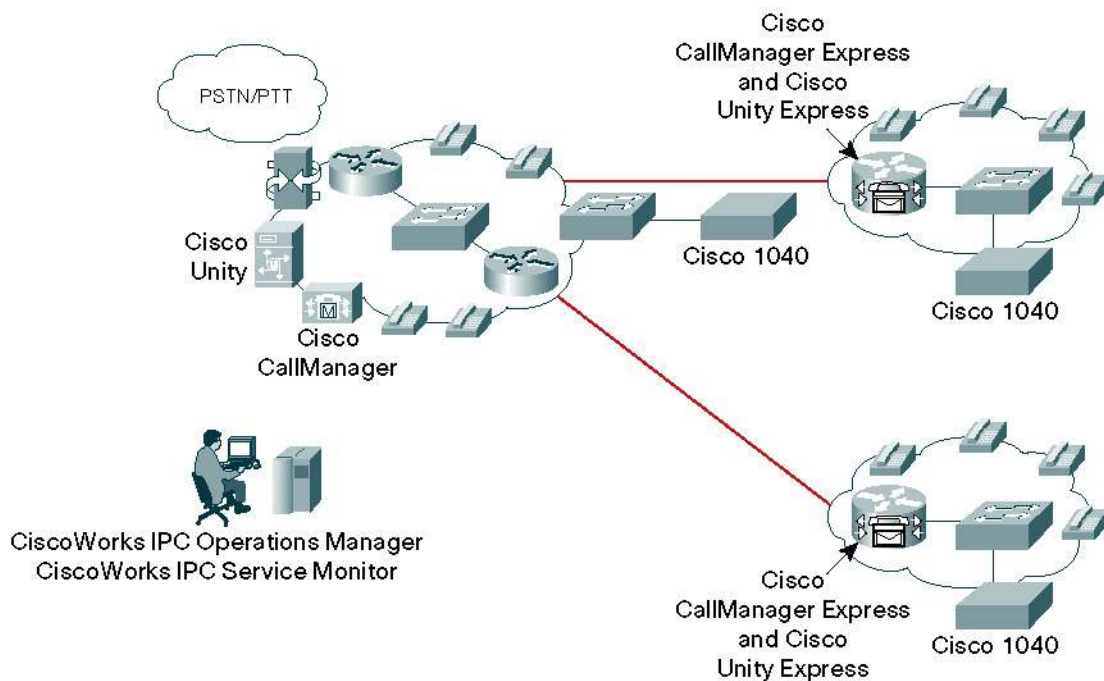 PSTN/PTT
Cisco
Unity
Cisco
CallManager
Cisco 1040
Cisco
CallManager Express
and Cisco
Unity Express
Cisco 1040
CiscoWorks IPC Operations Manager
CiscoWorks IPC Service Monitor
Cisco
CallManager Express
and Cisco
Unity Express
Cisco 1040